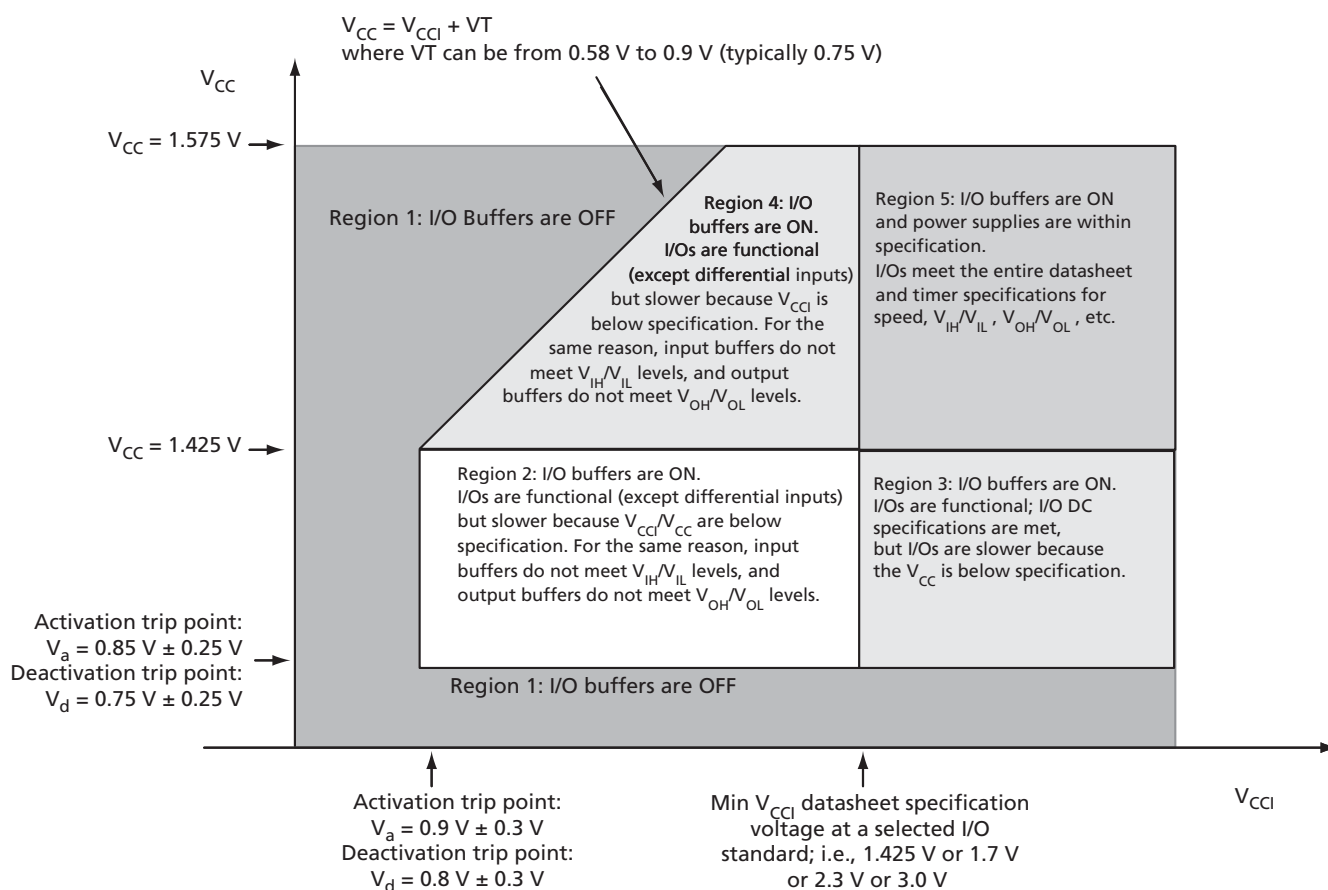 V_CC = V_CCI + VT
where VT can be from 0.58 V to 0.9 V (typically 0.75 V)
V_CC
V_CC = 1.575 V
Region 1: I/O Buffers are OFF
Region 4: I/O
buffers are ON.
I/Os are functional
(except differential inputs)
but slower because V_CCI is
below specification. For the
same reason, input buffers do not
meet V_IH/V_IL levels, and output
buffers do not meet V_OH/V_OL levels.
Region 5: I/O buffers are ON
and power supplies are within
specification.
I/Os meet the entire datasheet
and timer specifications for
speed, V_IH/V_IL , V_OH/V_OL , etc.
V_CC = 1.425 V
Region 2: I/O buffers are ON.
I/Os are functional (except differential inputs)
but slower because V_CCI/V_CC are below
specification. For the same reason, input
buffers do not meet V_IH/V_IL levels, and
output buffers do not meet V_OH/V_OL levels.
Region 3: I/O buffers are ON.
I/Os are functional; I/O DC
specifications are met,
but I/Os are slower because
the V_CC is below specification.
Activation trip point:
V_a = 0.85 V ± 0.25 V
Deactivation trip point:
V_d = 0.75 V ± 0.25 V
Region 1: I/O buffers are OFF
Activation trip point:
V_a = 0.9 V ± 0.3 V
Deactivation trip point:
V_d = 0.8 V ± 0.3 V
Min V_CCI datasheet specification
voltage at a selected I/O
standard; i.e., 1.425 V or 1.7 V
or 2.3 V or 3.0 V
V_CCI